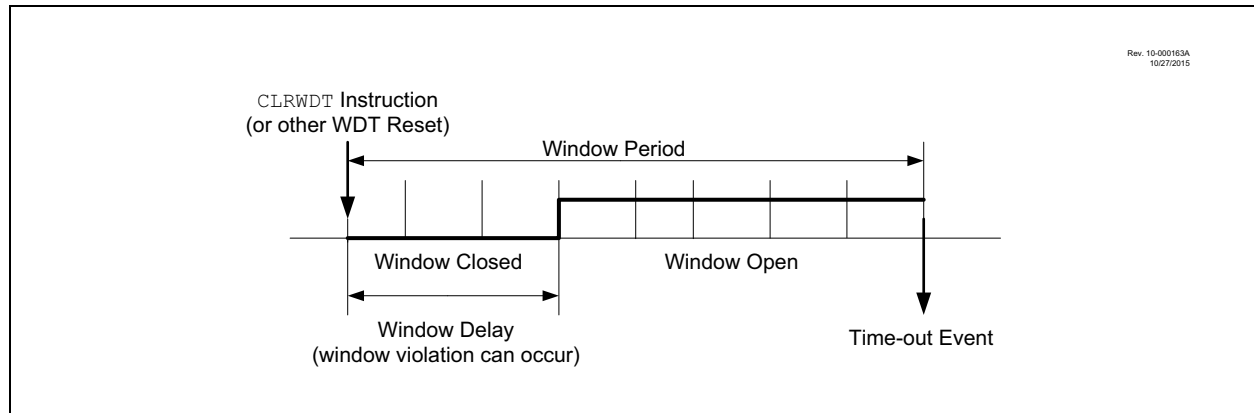 Rev. 10-000163A
10/27/2015
CLRWDT Instruction
(or other WDT Reset)
Window Period
Window Closed
Window Open
Window Delay
(window violation can occur)
Time-out Event